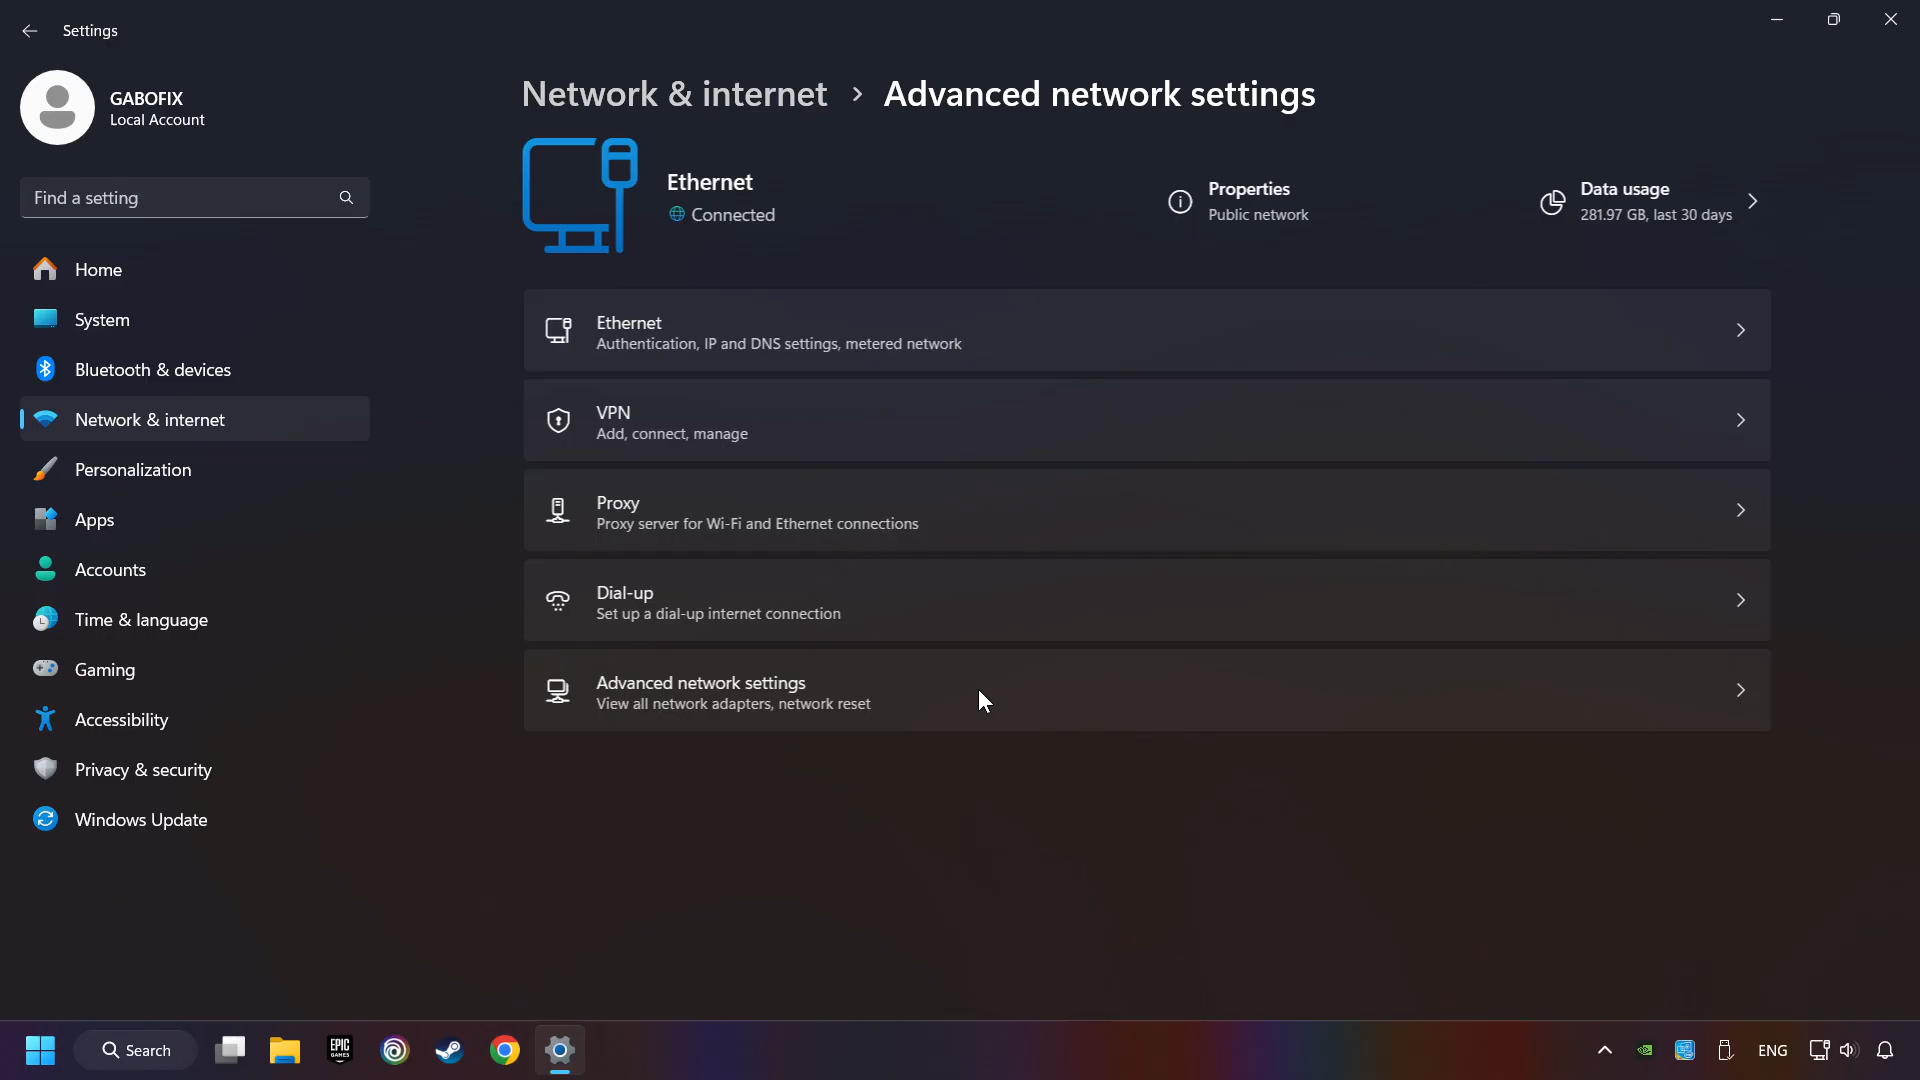 Settings
GABOFIX
Local Account
Find a setting
Home
System
Bluetooth & devices
Network & internet
Personalization
Apps
Accounts
Time & language
Gaming
Accessibility
Privacy & security
Windows Update
Network & internet > Advanced network settings
Ethernet
Connected
Properties
Public network
Data usage
281.97 GB, last 30 days
Ethernet
Authentication, IP and DNS settings, metered network
VPN
Add, connect, manage
Proxy
Proxy server for Wi-Fi and Ethernet connections
Dial-up
Set up a dial-up internet connection
Advanced network settings
View all network adapters, network reset
Search
EPIC GAMES
ENG